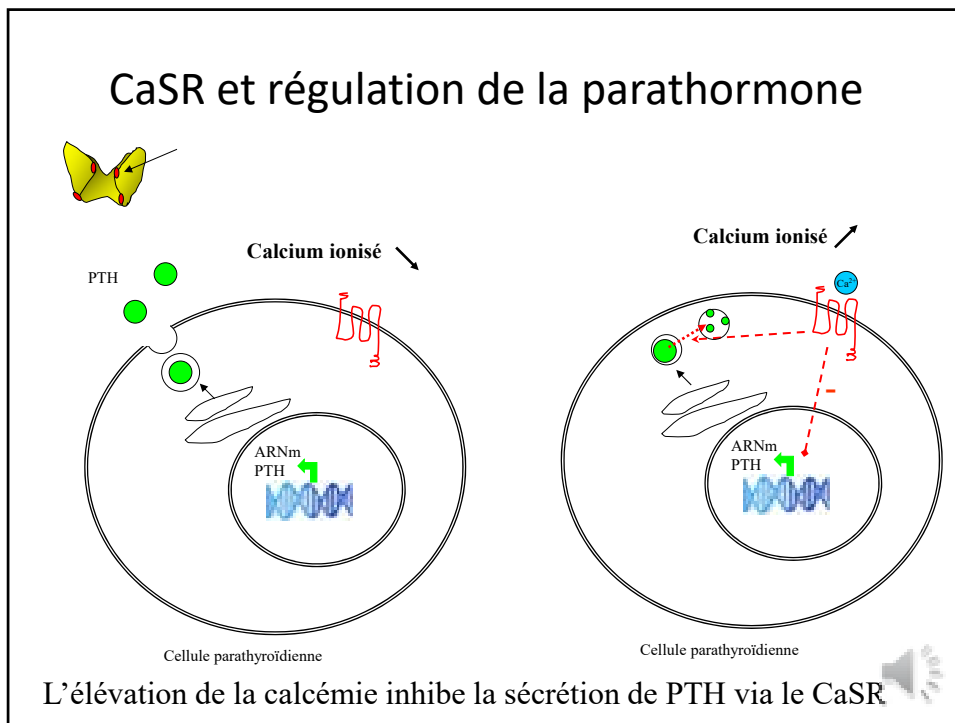 CaSR et régulation de la parathormone
Calcium ionisé
PTH
ARNm
PTH
Cellule parathyroïdienne
Calcium ionisé
Ca2+
-
ARNm
PTH
Cellule parathyroïdienne
L'élévation de la calcémie inhibe la sécrétion de PTH via le CaSR